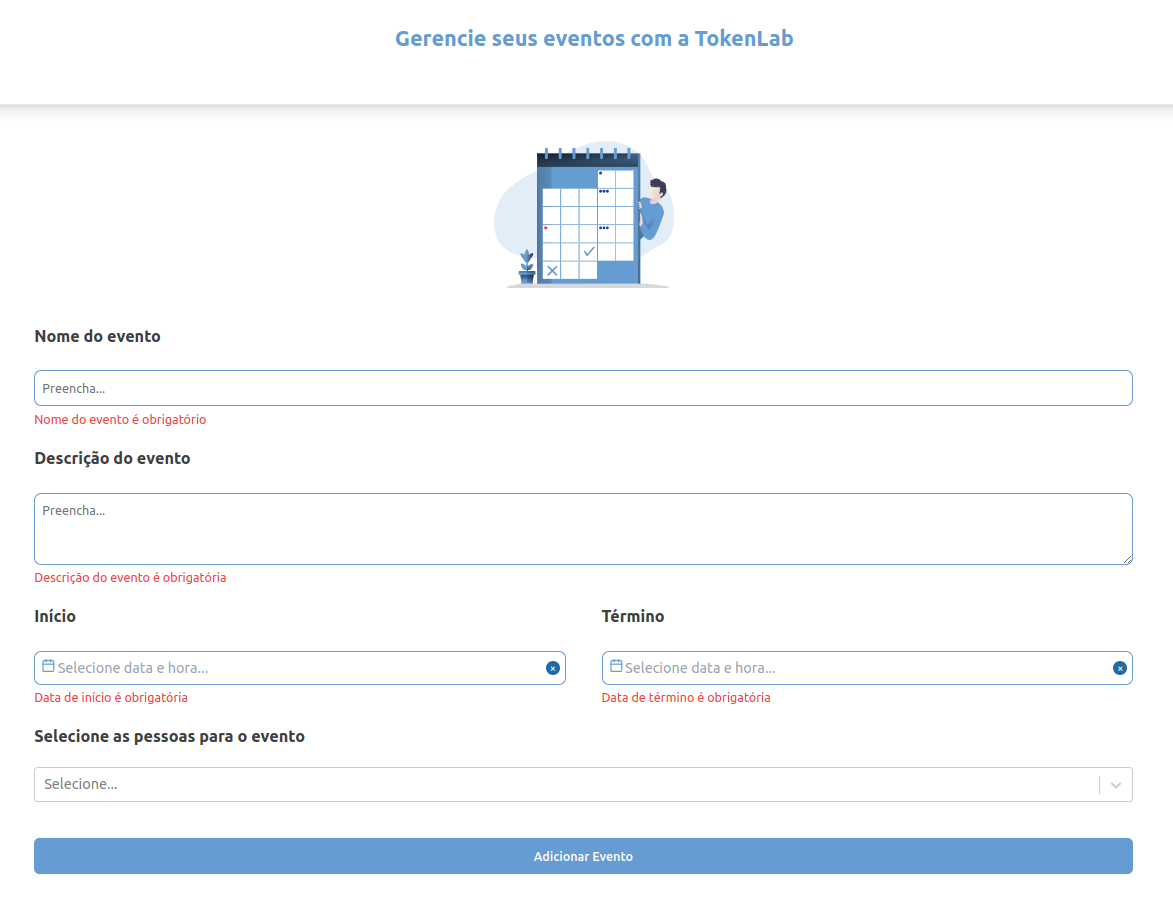 Gerencie seus eventos com a TokenLab
Nome do evento
Preencha...
Nome do evento é obrigatório
Descrição do evento
Preencha...
Descrição do evento é obrigatória
Início
Término
Selecione data e hora...
Selecione data e hora...
Data de início é obrigatória
Data de término é obrigatória
Selecione as pessoas para o evento
Selecione...
Adicionar Evento